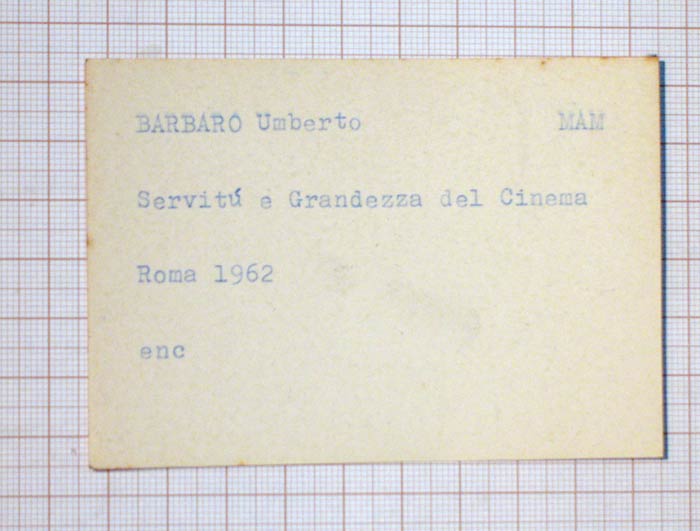 BARBARO Umberto MAM
Servitú e Grandezza del Cinema
Roma 1962
enc